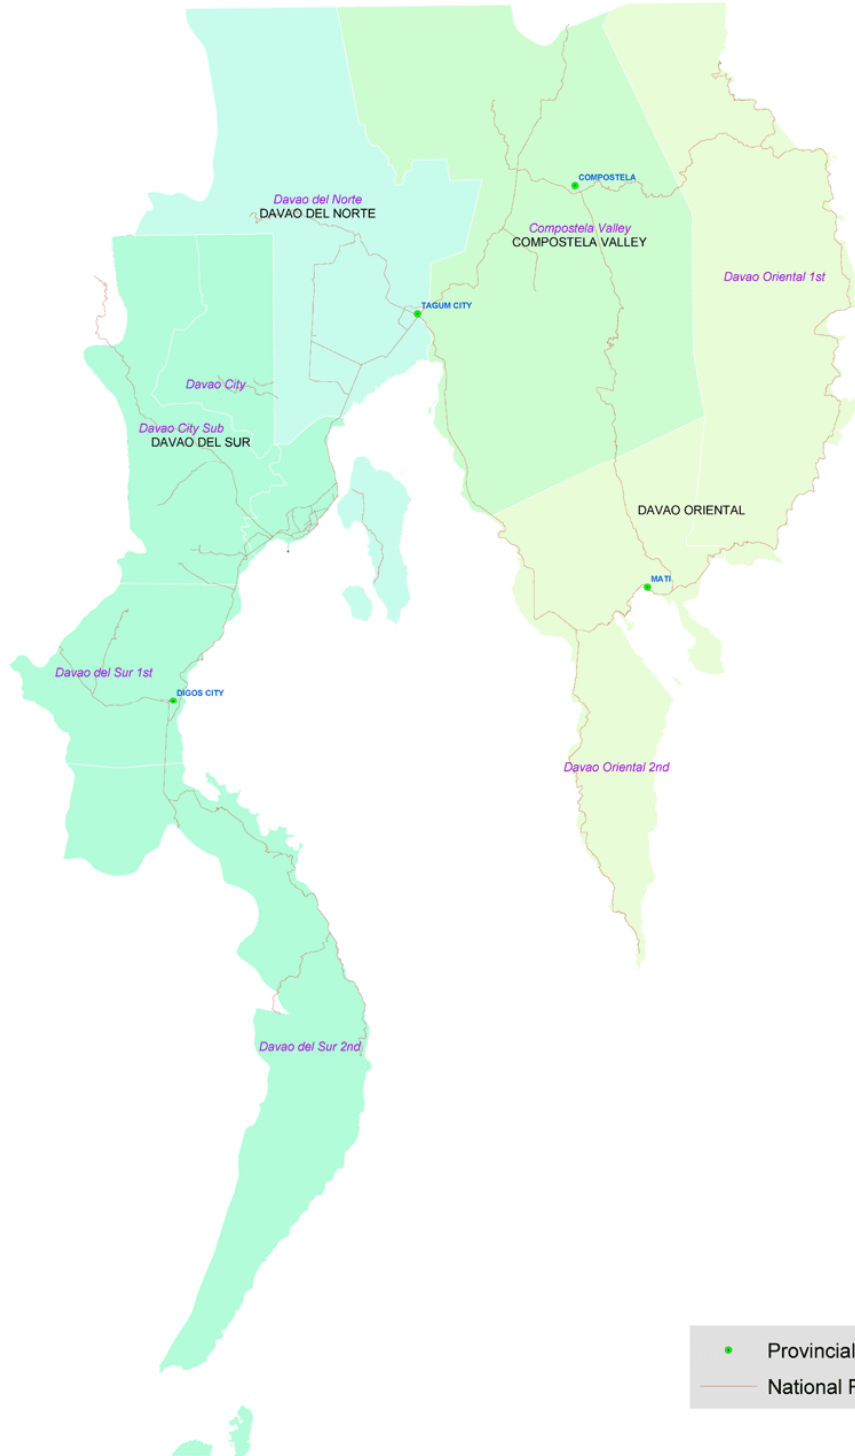 COMPOSTELA
Davao del Norte
DAVAO DEL NORTE
Compostela Valley
COMPOSTELA VALLEY
Davao Oriental 1st
TAGUM CITY
Davao City
Davao City Sub
DAVAO DEL SUR
DAVAO ORIENTAL
MATI
Davao del Sur 1st
DIGOS CITY
Davao Oriental 2nd
Davao del Sur 2nd
Provincial
National